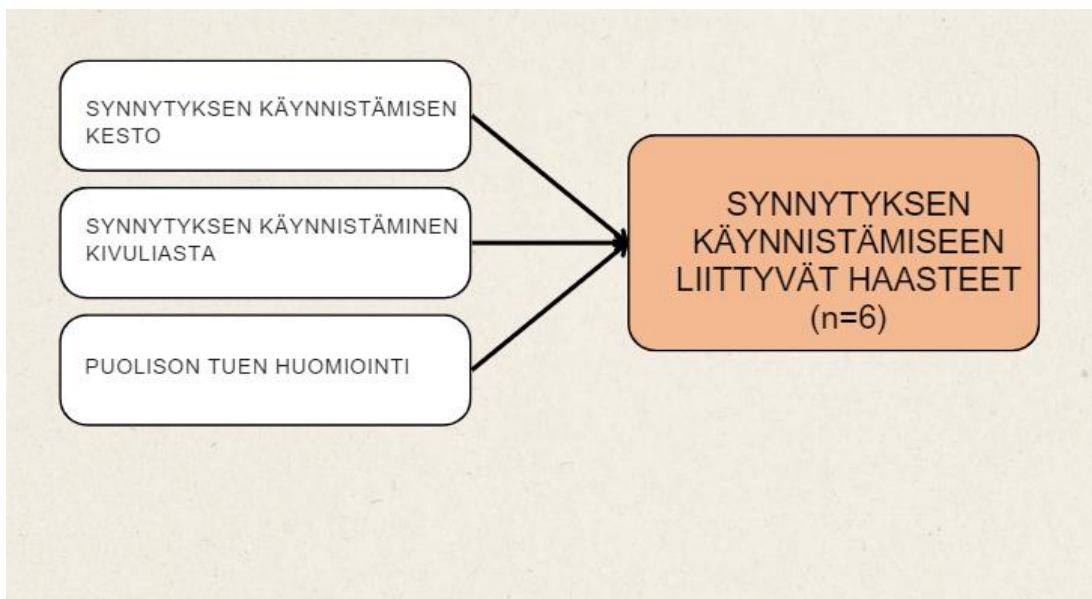 SYNNYTYKSEN KÄYNNISTÄMISEN
KESTO
SYNNYTYKSEN KÄYNNISTÄMINEN
KIVULIASTA
PUOLISON TUEN HUOMIOINTI
SYNNYTYKSEN
KÄYNNISTÄMISEEN
LIITTYVÄT HAASTEET
(n=6)